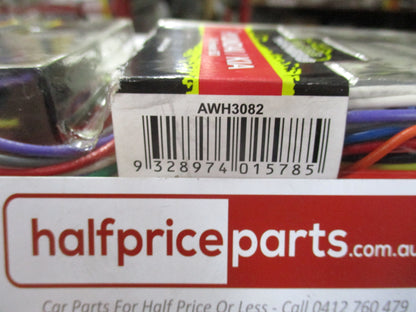 AWH3082
9 328974 015785
halfpriceparts.com.au
Car Parts For Half Price Or Less - Call 0412 760 479